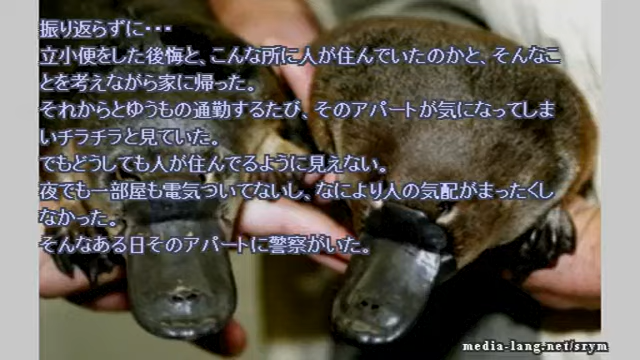 振り返らずに・・・
立小便をした後悔と、こんな所に人が住んでいたのかと、そんなこ
とを考えながら家に帰った。
それからとゆうもの通勤するたび、そのアパートが気になってしま
いチラチラと見ていた。
でもどうしても人が住んでるように見えない。
夜でも一部屋も電気ついてないし、なにより人の気配がまったくし
なかった。
そんなある日そのアパートに警察がいた。
media-lang.net/srym